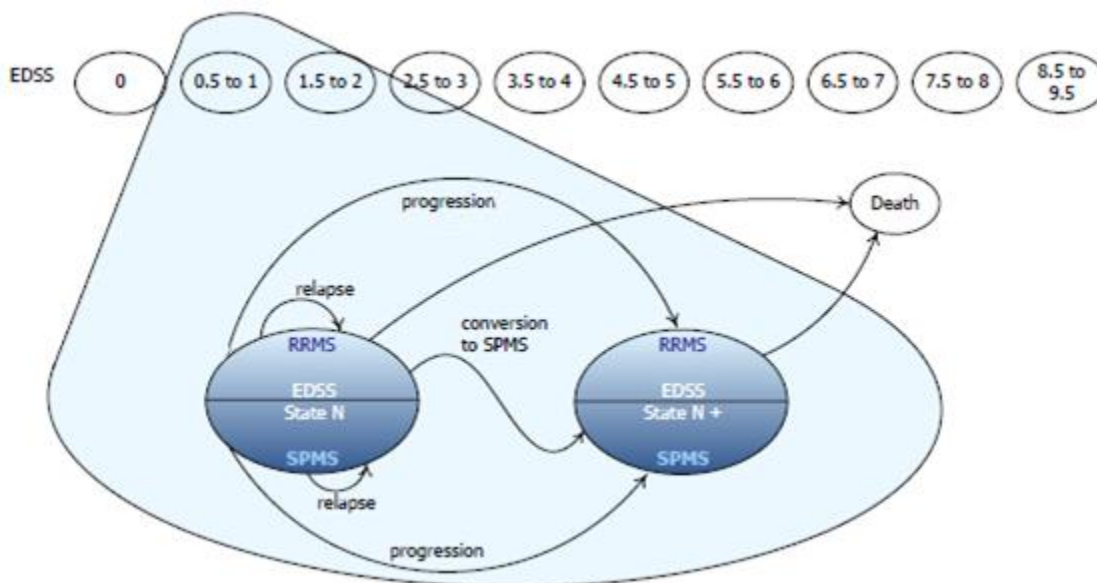 EDSS 0 0.5 to 1 1.5 to 2 2.5 to 3 3.5 to 4 4.5 to 5 5.5 to 6 6.5 to 7 7.5 to 8 8.5 to
9.5
progression
Death
relapse
conversion
to SPMS
RRMS
EDSS
State N
SPMS
relapse
RRMS
EDSS
State N +
SPMS
progression